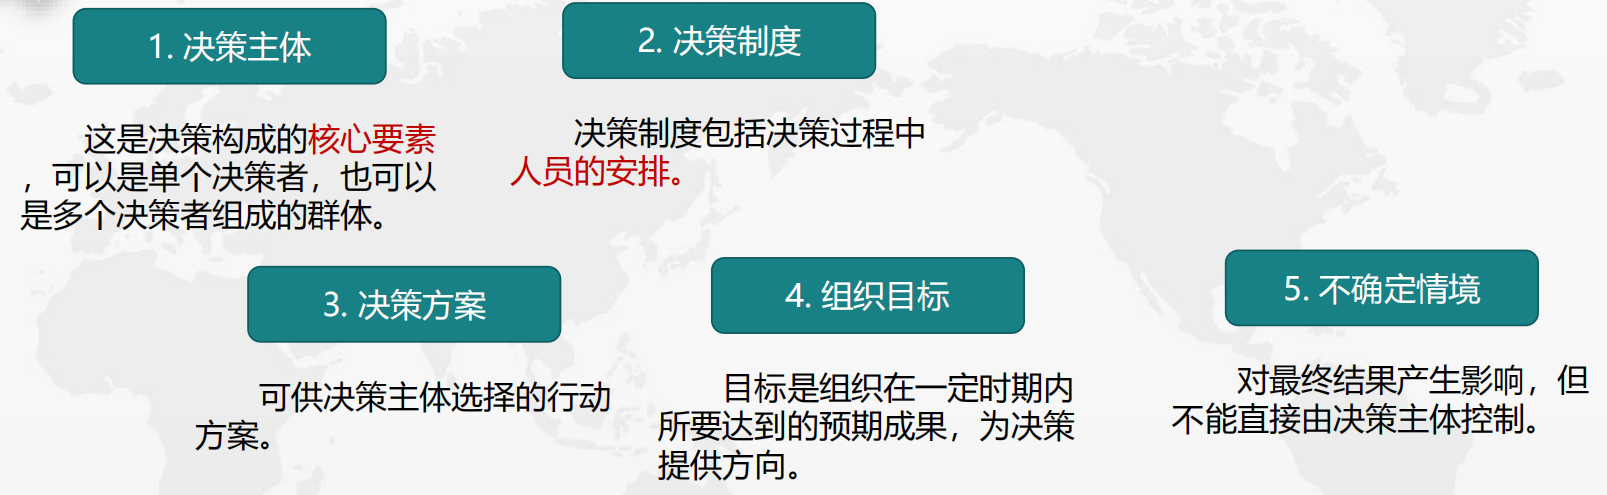 1. 决策主体
这是决策构成的核心要素
，可以是单个决策者，也可以
是多个决策者组成的群体。
2. 决策制度
决策制度包括决策过程中
人员的安排。
3. 决策方案
可供决策主体选择的行动
方案。
4. 组织目标
目标是组织在一定时期内
所要达到的预期成果，为决策
提供方向。
5. 不确定情境
对最终结果产生影响，但
不能直接由决策主体控制。